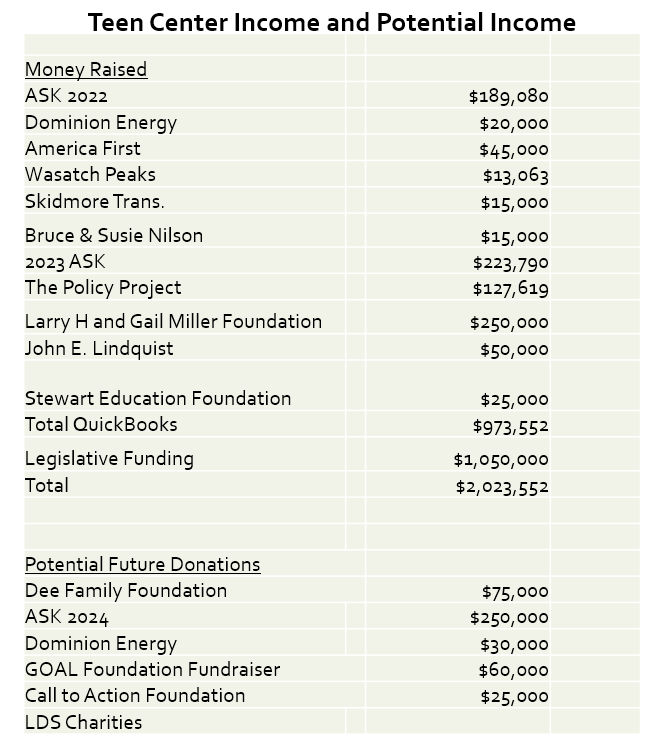 Teen Center Income and Potential Income
Money Raised
ASK 2022 $189,080
Dominion Energy $20,000
America First $45,000
Wasatch Peaks $13,063
Skidmore Trans. $15,000
Bruce & Susie Nilson $15,000
2023 ASK $223,790
The Policy Project $127,619
Larry H and Gail Miller Foundation $250,000
John E. Lindquist $50,000
Stewart Education Foundation $25,000
Total QuickBooks $973,552
Legislative Funding $1,050,000
Total $2,023,552
Potential Future Donations
Dee Family Foundation $75,000
ASK 2024 $250,000
Dominion Energy $30,000
GOAL Foundation Fundraiser $60,000
Call to Action Foundation $25,000
LDS Charities